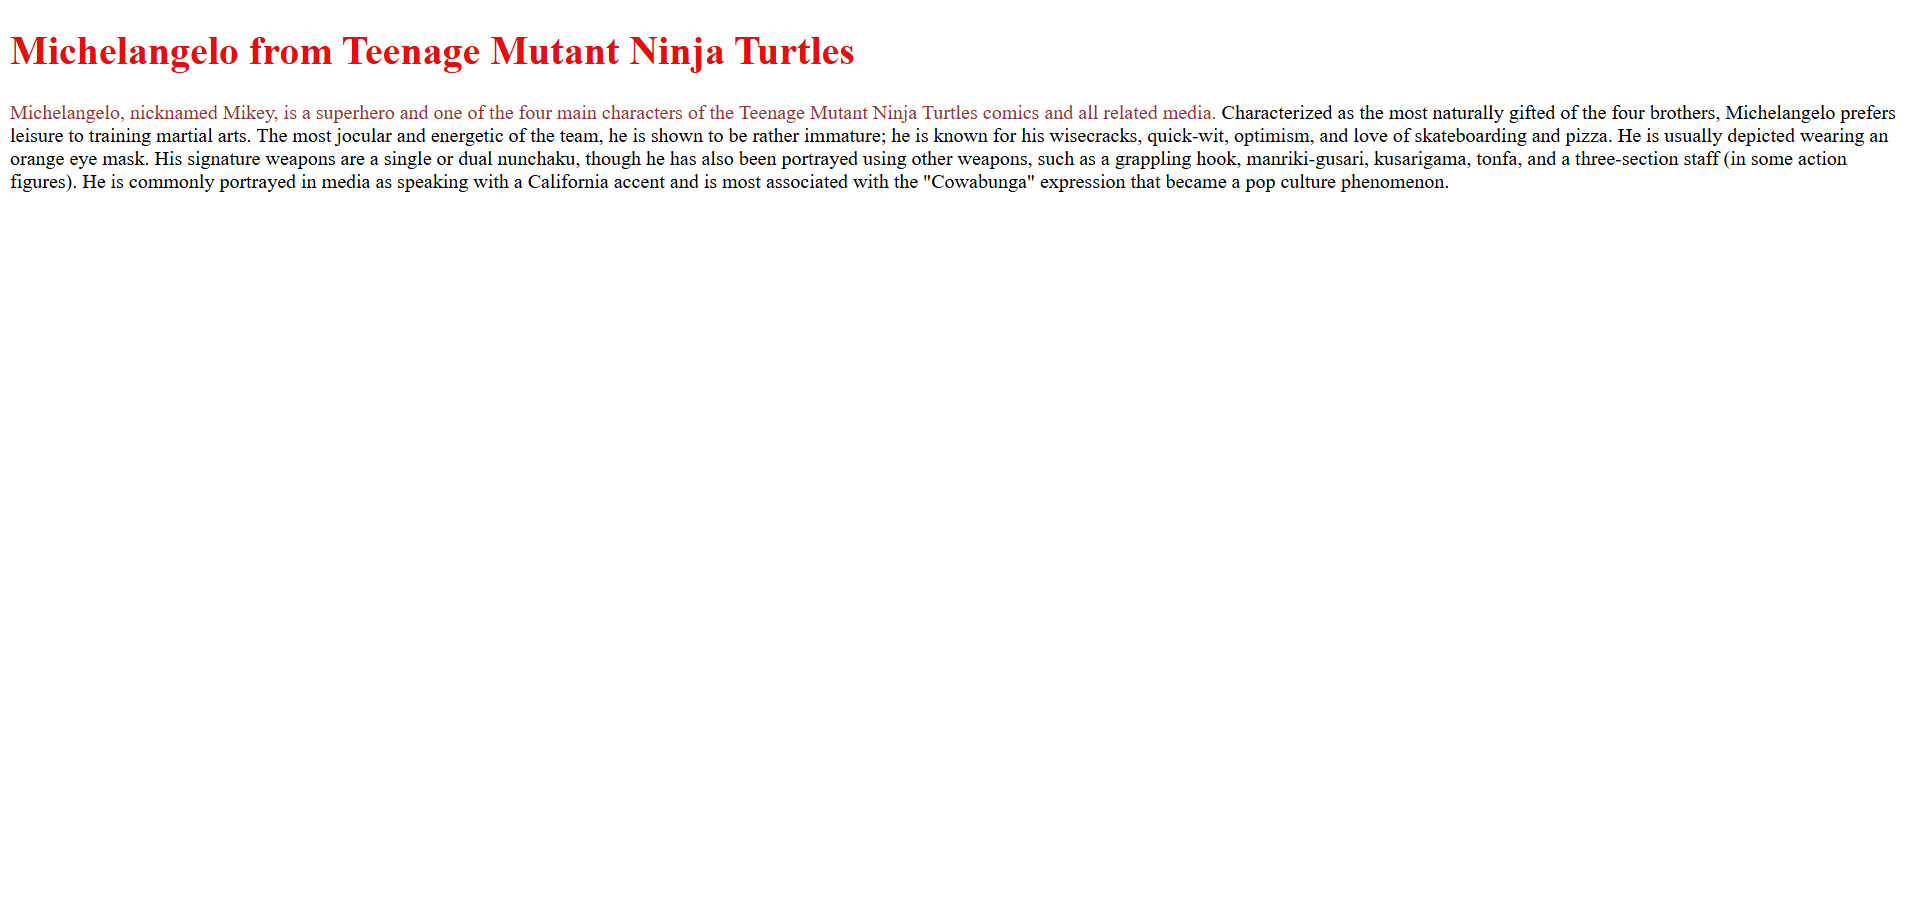 Michelangelo from Teenage Mutant Ninja Turtles
Michelangelo, nicknamed Mikey, is a superhero and one of the four main characters of the Teenage Mutant Ninja Turtles comics and all related media. Characterized as the most naturally gifted of the four brothers, Michelangelo prefers
leisure to training martial arts. The most jocular and energetic of the team, he is shown to be rather immature; he is known for his wisecracks, quick-wit, optimism, and love of skateboarding and pizza. He is usually depicted wearing an
orange eye mask. His signature weapons are a single or dual nunchaku, though he has also been portrayed using other weapons, such as a grappling hook, manriki-gusari, kusarigama, tonfa, and a three-section staff (in some action
figures). He is commonly portrayed in media as speaking with a California accent and is most associated with the "Cowabunga" expression that became a pop culture phenomenon.